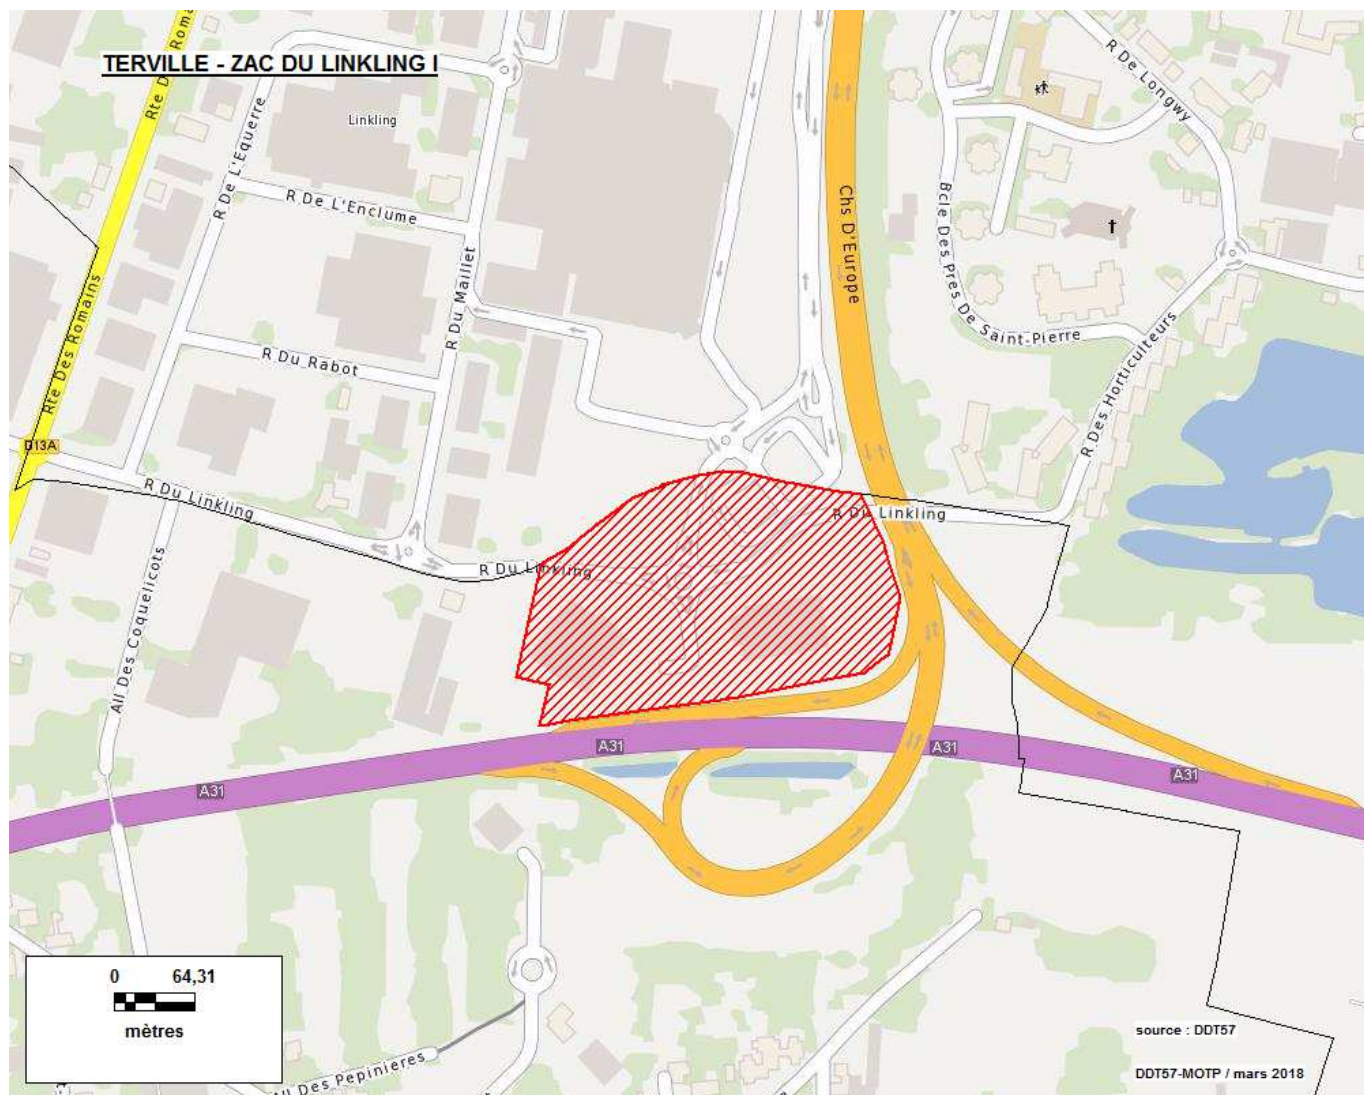 TERVILLE - ZAC DU LINKLING I
Rte D Roma
R De Longwy
Linkling
R De L'Equerre
R De L'Enclume
Chs D'Europe
Bcle Des Pres De Saint-Pierre
Rte Des Romains
R Du Maillet
R Du Rabot
R Des Horticulteurs
D13A
R Du Linkling
R Du Linkling
R Du Linkling
All Des Coquelicots
A31
A31
A31
A31
0 64,31
mètres
All Des Pepinieres
source : DDT57
DDT57-MOTP / mars 2018